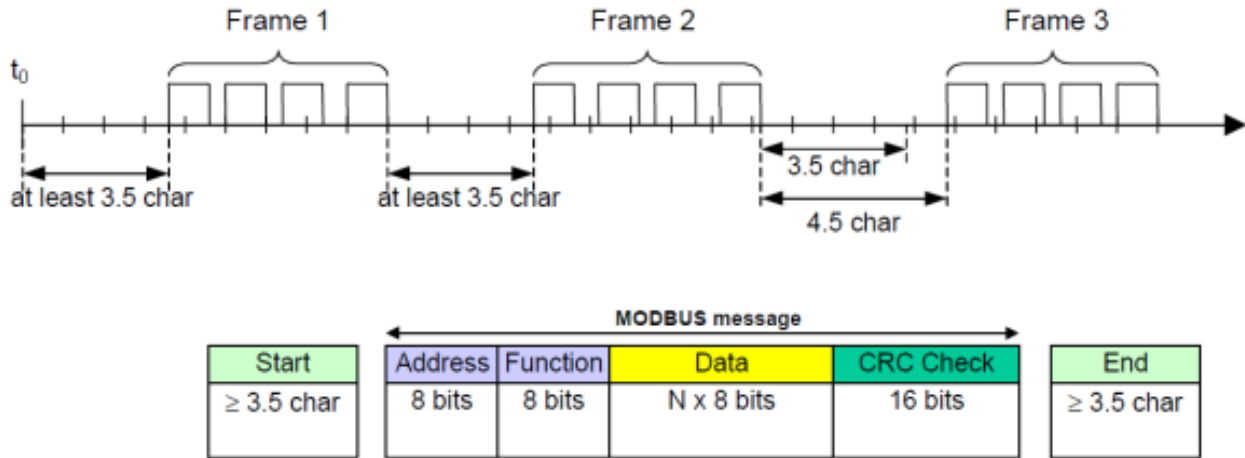 Frame 1
Frame 2
Frame 3
t0
at least 3.5 char
at least 3.5 char
3.5 char
4.5 char
MODBUS message
Start
Address
Function
Data
CRC Check
End
≥ 3.5 char
8 bits
8 bits
N x 8 bits
16 bits
≥ 3.5 char